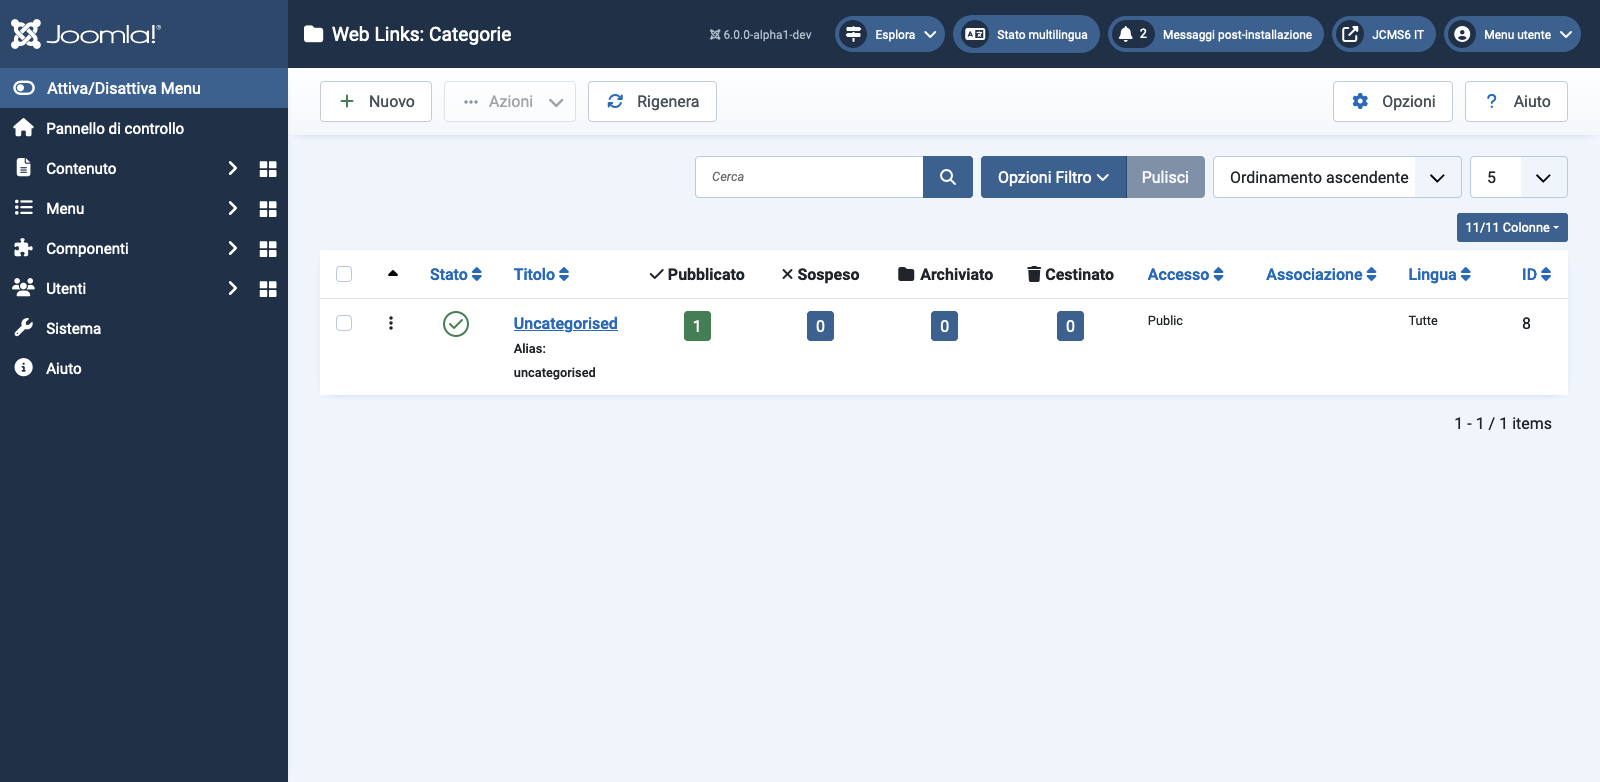 Joomla!
Web Links: Categorie
6.0.0-alpha1-dev
Esplora
Stato multilingua
2 Messaggi post-installazione
JCMS6 IT
Menu utente
Attiva/Disattiva Menu
Pannello di controllo
Contenuto
Menu
Componenti
Utenti
Sistema
Aiuto
Nuovo
Azioni
Rigenera
Opzioni
? Aiuto
Cerca
Opzioni Filtro
Pulisci
Ordinamento ascendente
5
11/11 Colonne
Stato Titolo Pubblicato Sospeso Archiviato Cestinato Accesso Associazione Lingua ID
Uncategorised 1 0 0 0 Public Tutte 8
Alias:
uncategorised
1 - 1 / 1 items